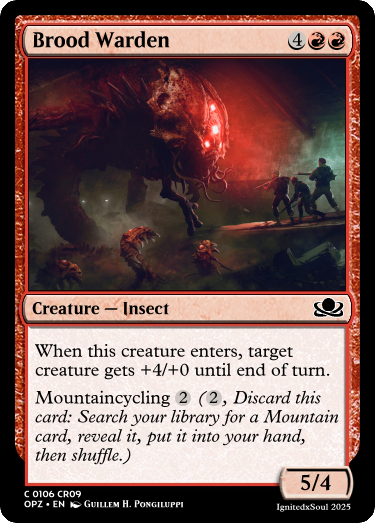 Brood Warden 4
Creature — Insect
When this creature enters, target
creature gets +4/+0 until end of turn.
Mountaincycling 2 (2, Discard this
card: Search your library for a Mountain
card, reveal it, put it into your hand,
then shuffle.)
5/4
C 0106 CR09
OPZ • EN Guillem H. Pongiluppi
IgnitedxSoul 2025